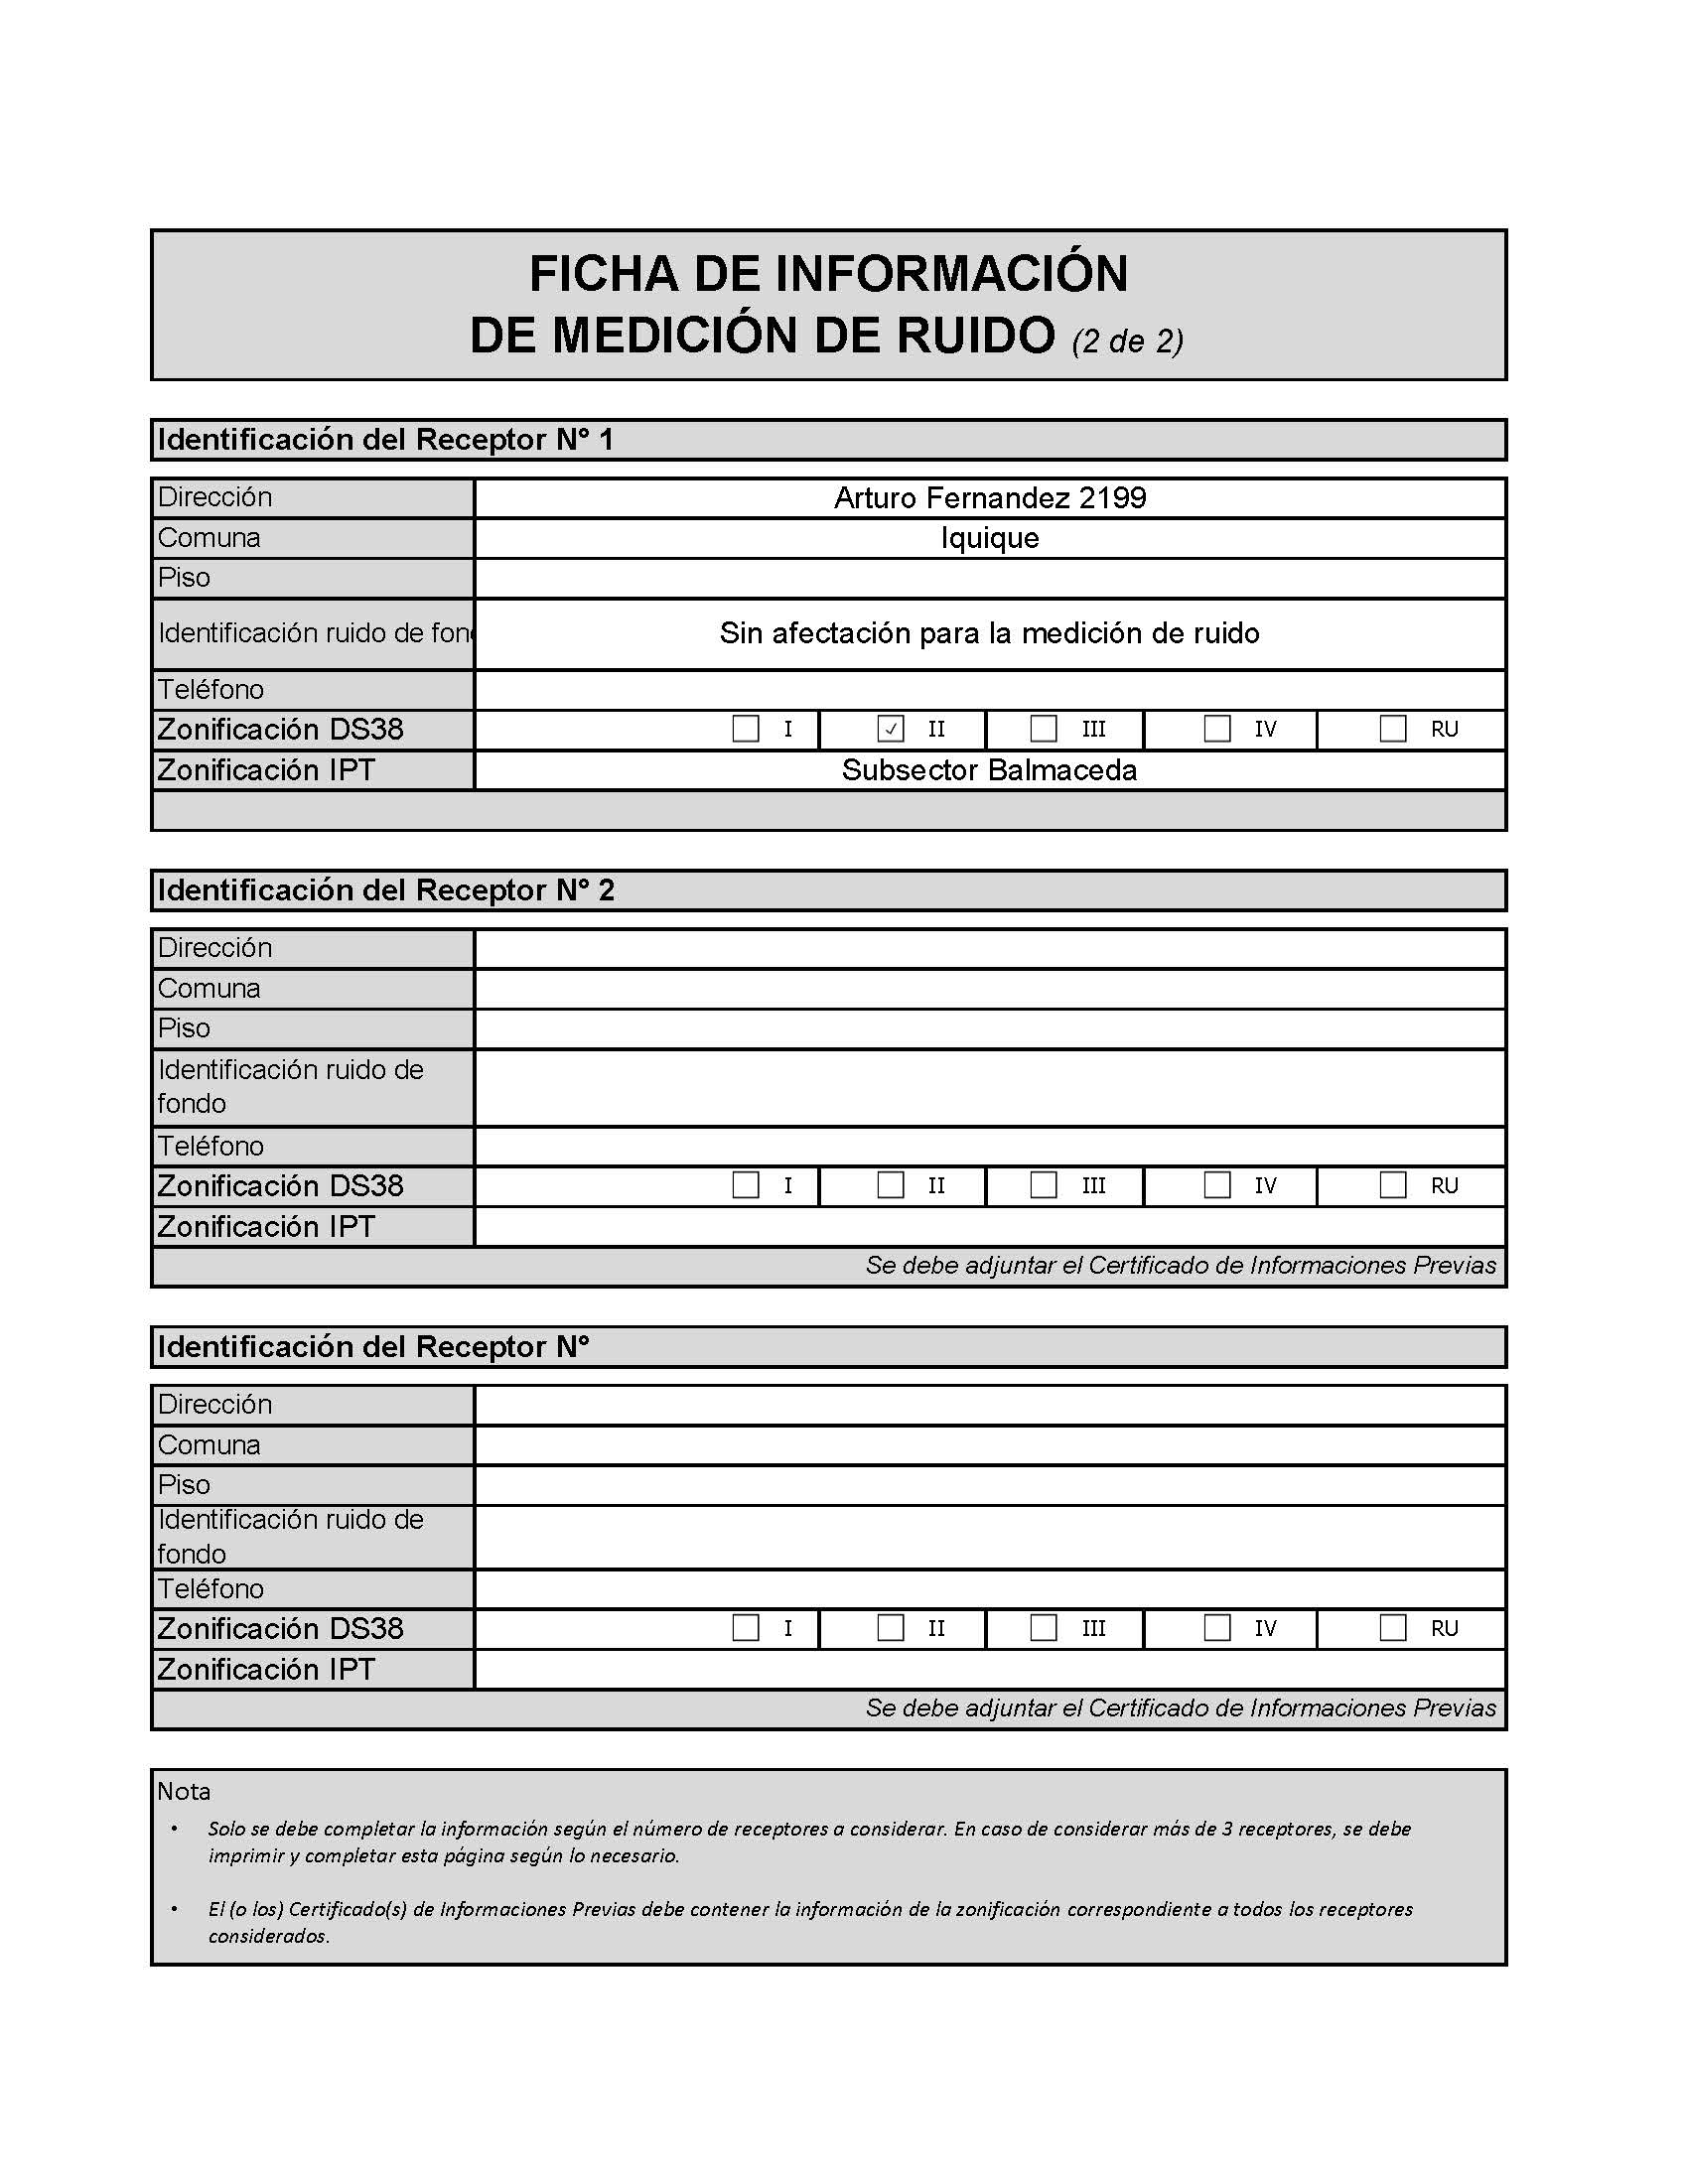 FICHA DE INFORMACIÓN
DE MEDICIÓN DE RUIDO (2 de 2)
Identificación del Receptor N° 1
Dirección Arturo Fernandez 2199
Comuna Iquique
Piso
Identificación ruido de fon Sin afectación para la medición de ruido
Teléfono
Zonificación DS38 ☐ I ☑ II ☐ III ☐ IV ☐ RU
Zonificación IPT Subsector Balmaceda
Identificación del Receptor N° 2
Dirección
Comuna
Piso
Identificación ruido de
fondo
Teléfono
Zonificación DS38 ☐ I ☐ II ☐ III ☐ IV ☐ RU
Zonificación IPT
Se debe adjuntar el Certificado de Informaciones Previas
Identificación del Receptor N°
Dirección
Comuna
Piso
Identificación ruido de
fondo
Teléfono
Zonificación DS38 ☐ I ☐ II ☐ III ☐ IV ☐ RU
Zonificación IPT
Se debe adjuntar el Certificado de Informaciones Previas
Nota
• Solo se debe completar la información según el número de receptores a considerar. En caso de considerar más de 3 receptores, se debe
imprimir y completar esta página según lo necesario.
• El (o los) Certificado(s) de Informaciones Previas debe contener la información de la zonificación correspondiente a todos los receptores
considerados.